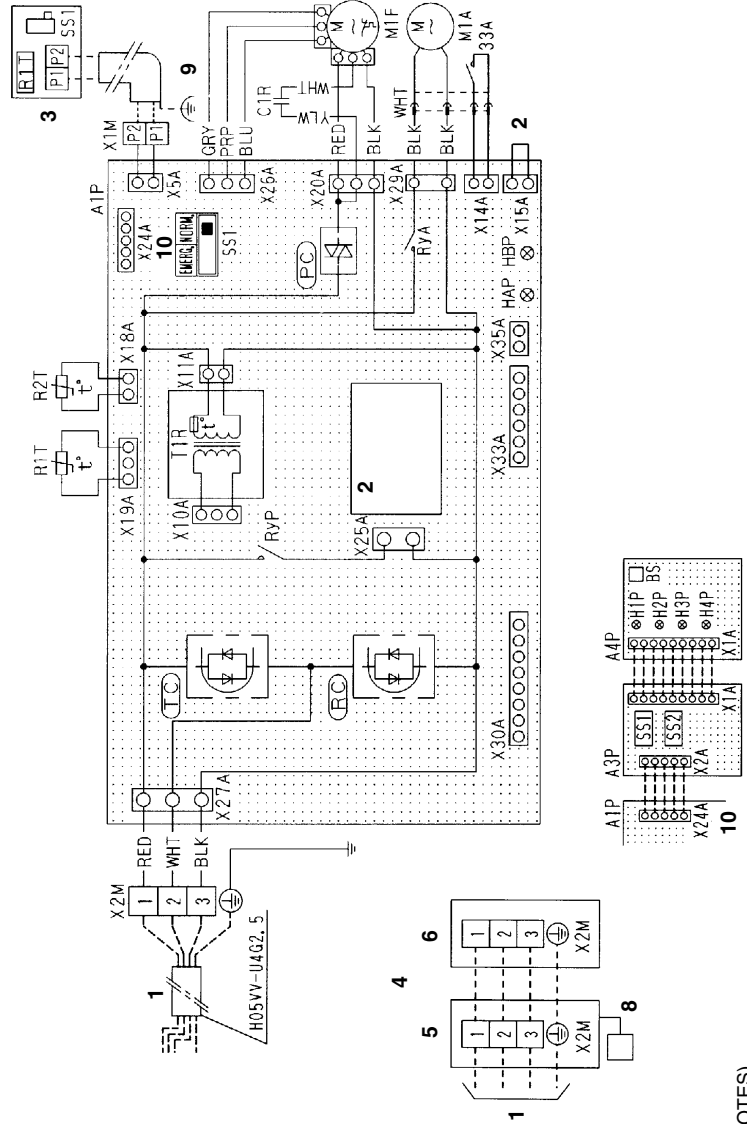 3
R1T
P1 P2
SS1
X1M
P2
P1
9
GRY
PRP
BLU
C1R
WHT
YLW
RED
BLK
M
~
M1F
M
~
BLK
BLK
WHT
M1A
33A
A1P
X5A
X24A
10
EMERG. NORM.
SS1
X26A
X20A
X29A
X14A
X15A
2
PC
RyA
HAP
HBP
R1T
t°
R2T
t°
X19A
X18A
X10A
T1R
t°
X11A
RyP
X25A
2
X33A
X35A
TC
RC
X30A
X27A
RED
WHT
BLK
X2M
1
2
3
1
H05VV-U4G2.5
4
5
6
1
2
3
X2M
1
2
3
X2M
1
8
A1P
X24A
10
A3P
X2A
SS1
SS2
X1A
A4P
BS
H1P
H2P
H3P
H4P
X1A
OTES)